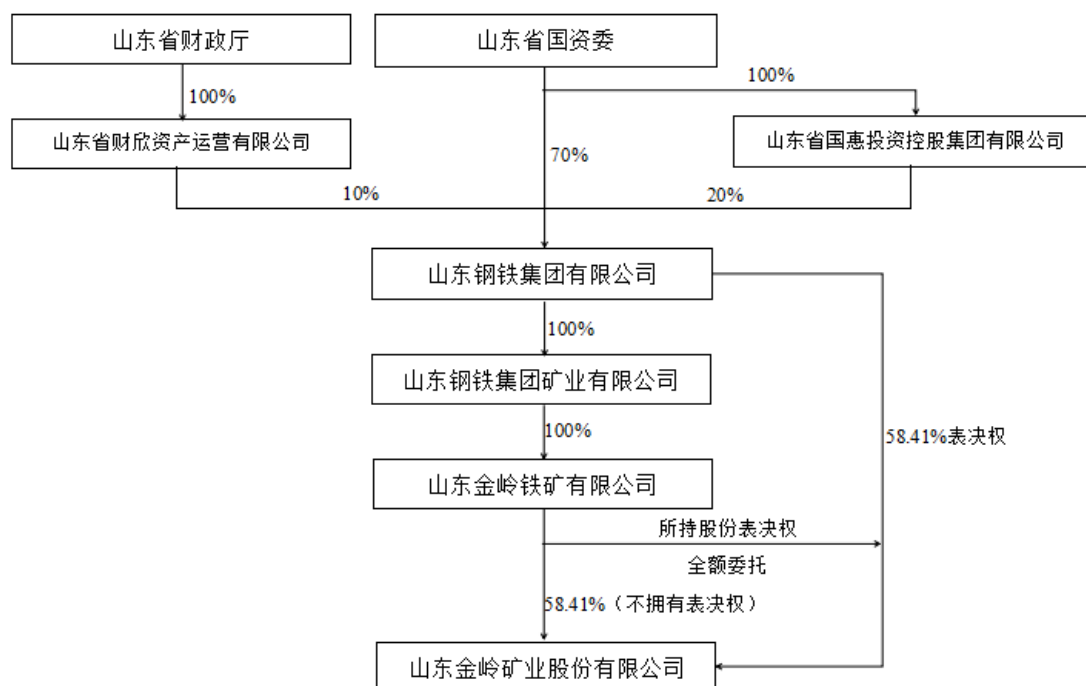 山东省财政厅
山东省国资委
100%
100%
山东省财欣资产运营有限公司
山东省国惠投资控股集团有限公司
70%
10%
20%
山东钢铁集团有限公司
100%
山东钢铁集团矿业有限公司
58.41%表决权
100%
山东金岭铁矿有限公司
所持股份表决权
全额委托
58.41%（不拥有表决权）
山东金岭矿业股份有限公司